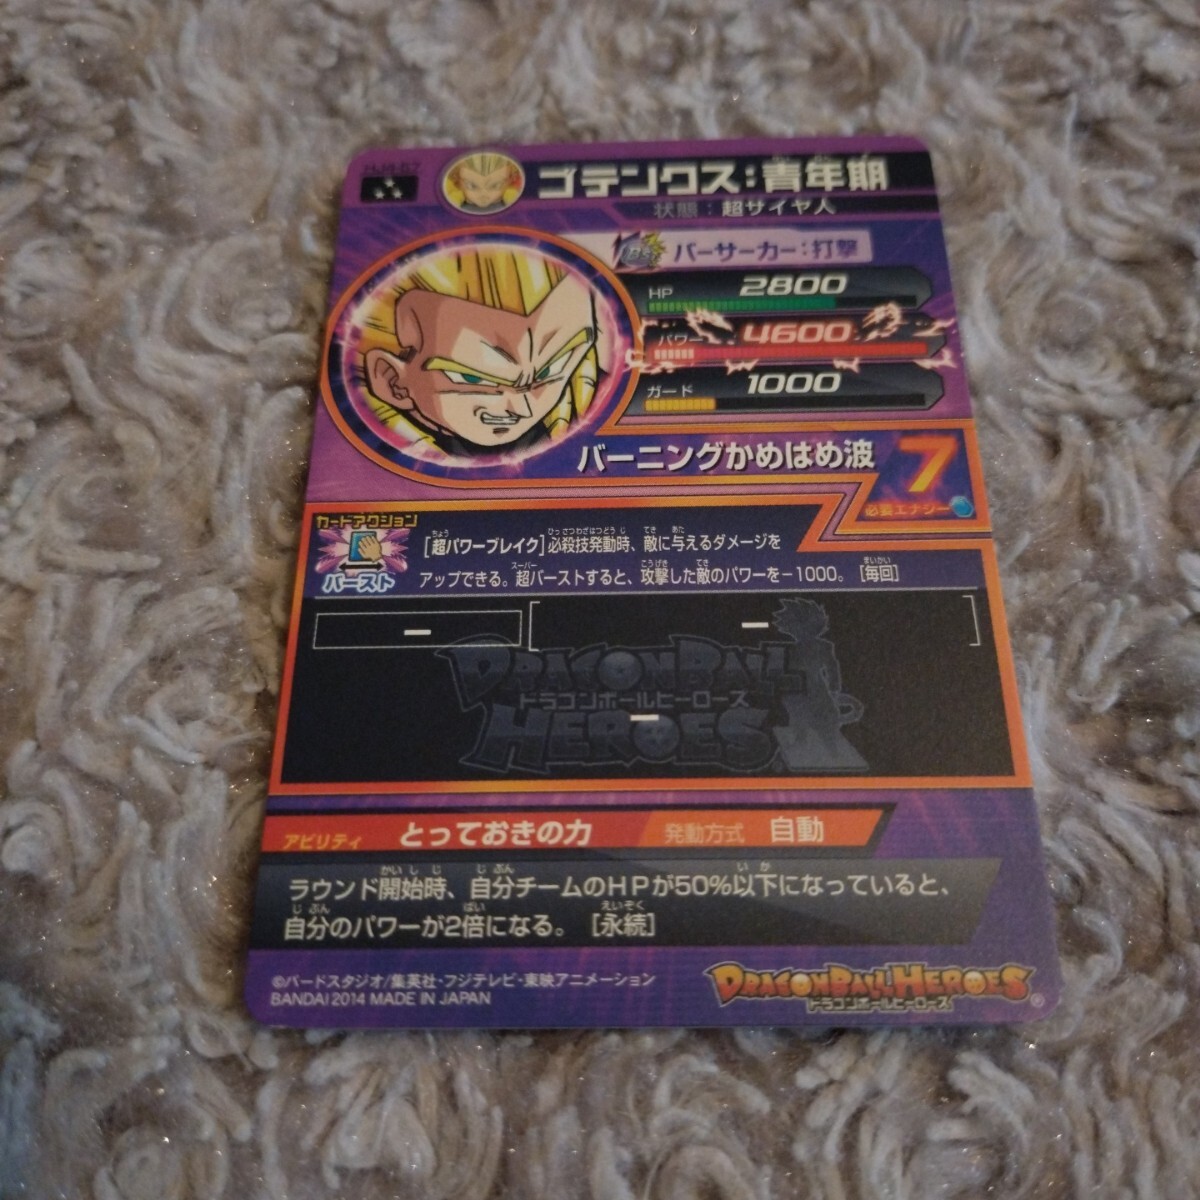 ゴテンクス:青年期
状態:超サイヤ人
バーサーカー:打撃
HP 2800
パワー 4600
ガード 1000
バーニングかめはめ波 7
必要エナジー
カードアクション
バースト
[超パワーブレイク]必殺技発動時、敵に与えるダメージを
アップできる。超バーストすると、攻撃した敵のパワーを-1000。[毎回]
DRAGONBALL
ドラゴンボールヒーローズ
HEROES
アビリティ とっておきの力 発動方式 自動
ラウンド開始時、自分チームのHPが50%以下になっていると、
自分のパワーが2倍になる。[永続]
©バードスタジオ/集英社・フジテレビ・東映アニメーション
BANDAI 2014 MADE IN JAPAN
DRAGONBALL HEROES
ドラゴンボールヒーローズ